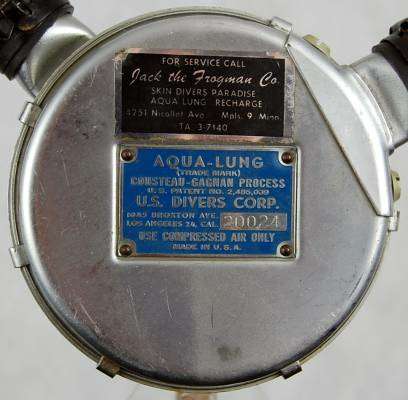 FOR SERVICE CALL
Jack the Frogman Co.
SKIN DIVERS PARADISE
AQUA LUNG RECHARGE
4251 Nicollet Ave. Mpls. 9, Minn
TA. 3-7140
AQUA-LUNG
(TRADE MARK)
COUSTEAU-GAGNAN PROCESS
U.S. PATENT NO. 2,485,039
U.S. DIVERS CORP.
1045 BROXTON AVE.
LOS ANGELES 24, CAL. 20024
USE COMPRESSED AIR ONLY
MADE IN U.S.A.